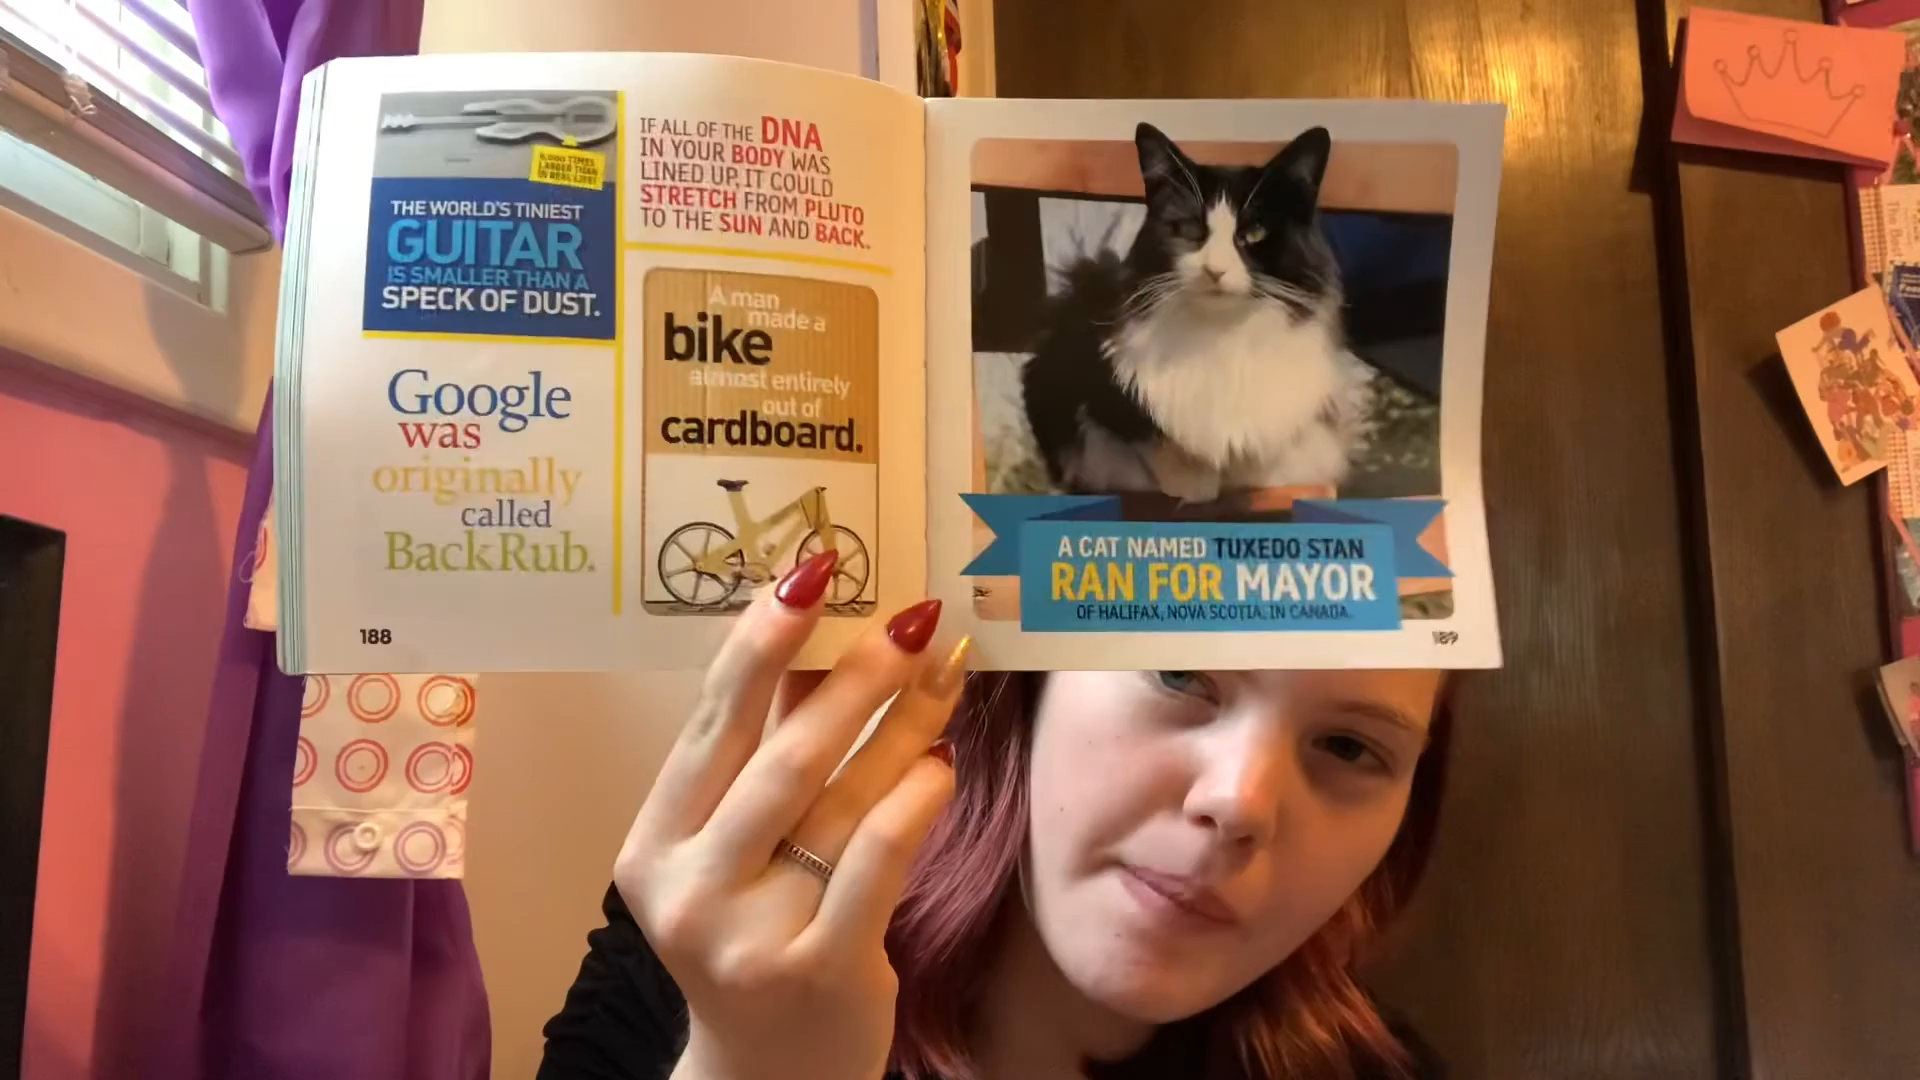 6,000 TIMES
LARGER THAN
IN REAL LIFE!
THE WORLD'S TINIEST
GUITAR
IS SMALLER THAN A
SPECK OF DUST.
Google
was
originally
called
BackRub.
188
IF ALL OF THE DNA
IN YOUR BODY WAS
LINED UP, IT COULD
STRETCH FROM PLUTO
TO THE SUN AND BACK.
A man
made a
bike
almost entirely
out of
cardboard.
A CAT NAMED TUXEDO STAN
RAN FOR MAYOR
OF HALIFAX, NOVA SCOTIA, IN CANADA.
189